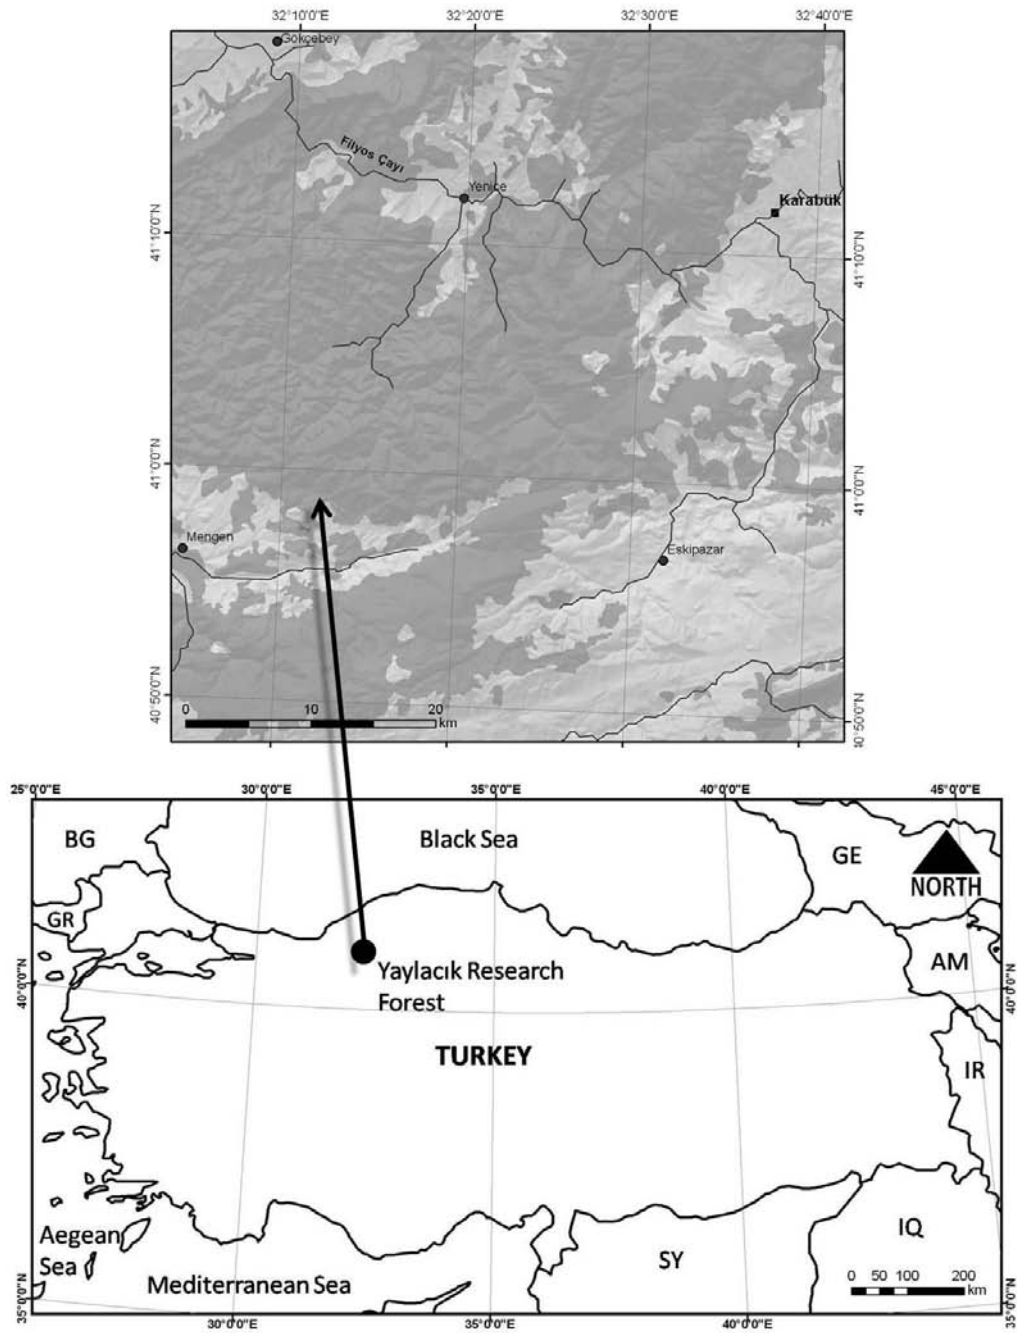 32°10'0"E 32°20'0"E 32°30'0"E 32°40'0"E
Gökçebey
Filyos Çayı
Yenice
Karabük
41°10'0"N
41°10'0"N
41°0'0"N
41°0'0"N
Mengen
Eskipazar
40°50'0"N
0 10 20
km
25°0'0"E 30°0'0"E 35°0'0"E 40°0'0"E 45°0'0"E
BG
Black Sea
GE
NORTH
GR
AM
Yaylacık Research
Forest
40°0'0"N
40°0'0"N
TURKEY
IR
Aegean
Sea
IQ
SY
Mediterranean Sea
0 50 100 200
km
35°0'0"N
35°0'0"N
30°0'0"E 35°0'0"E 40°0'0"E